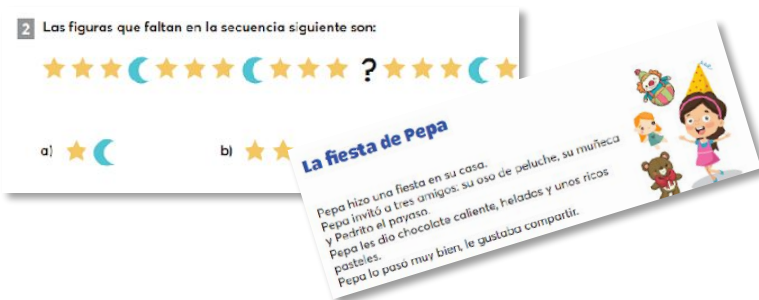 2 Las figuras que faltan en la secuencia siguiente son:
?
a)
b)
La fiesta de Pepa
Pepa hizo una fiesta en su casa.
Pepa invitó a tres amigos: su oso de peluche, su muñeca
y Pedrito el payaso.
Pepa les dio chocolate caliente, helados y unos ricos
pasteles.
Pepa lo pasó muy bien, le gustaba compartir.